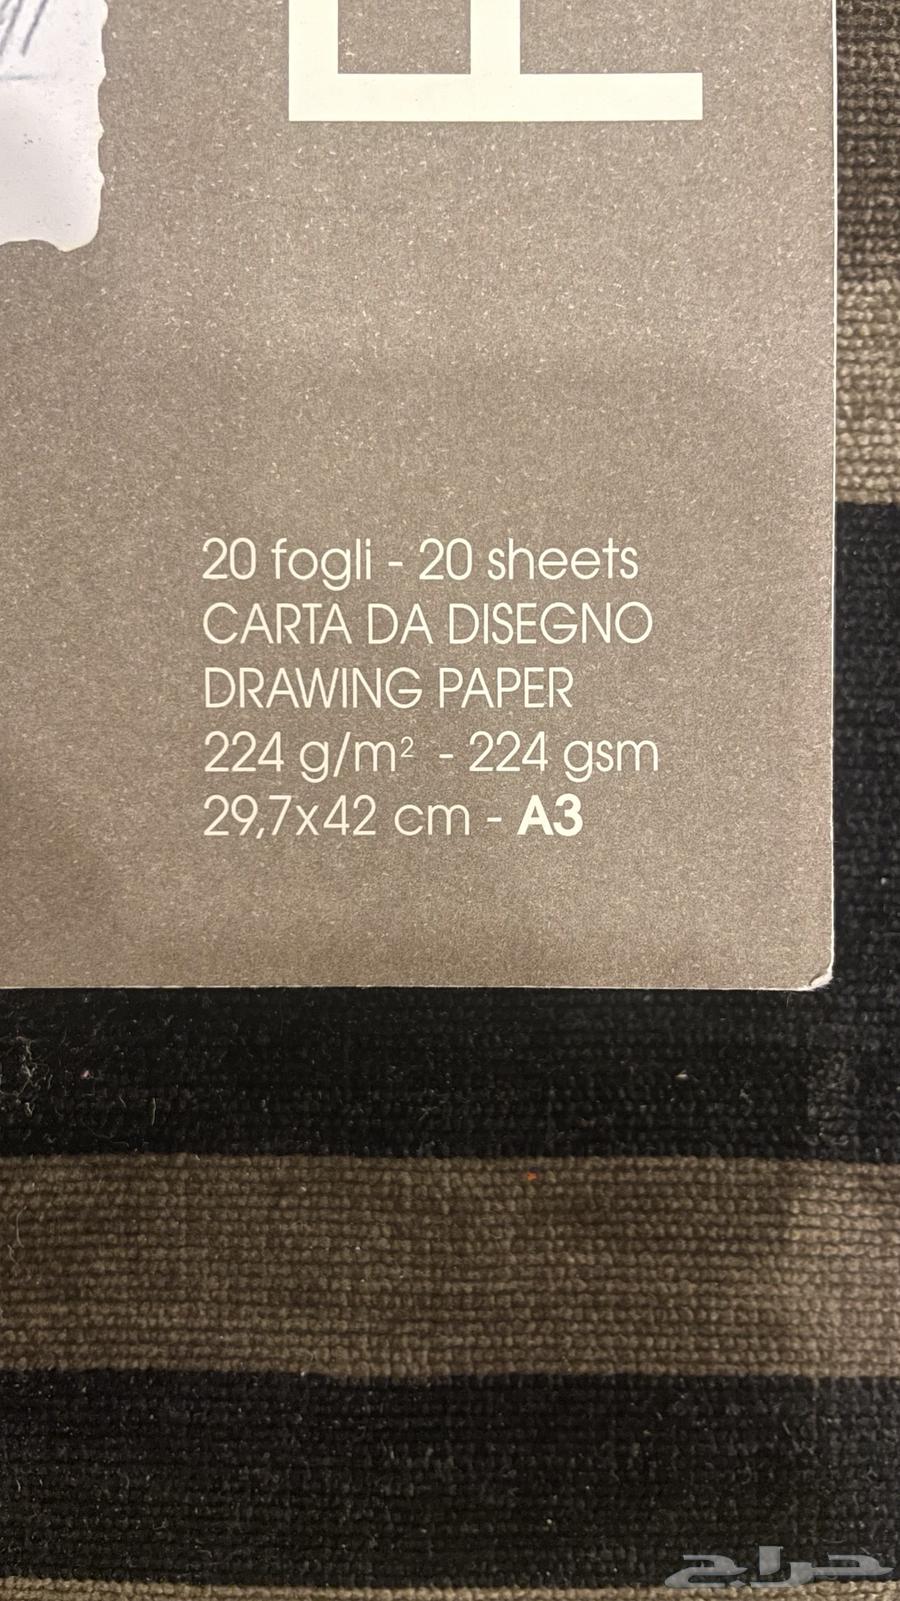 20 fogli - 20 sheets
CARTA DA DISEGNO
DRAWING PAPER
224 g/m² - 224 gsm
29,7x42 cm - A3
حراج